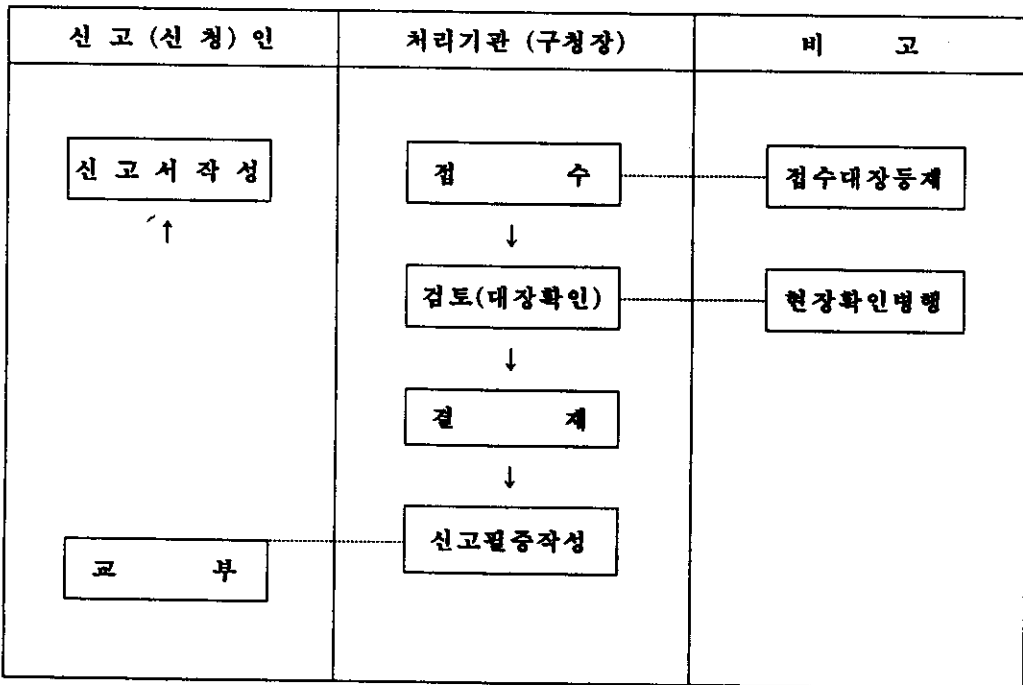 신 고 (신 청) 인 처리기관 (구청장) 비 고
신 고 서 작 성 접 수 접수대장등재
↑ ↓
검토(대장확인) 현장확인병행
↓
결 재
↓
신고필증작성
교 부